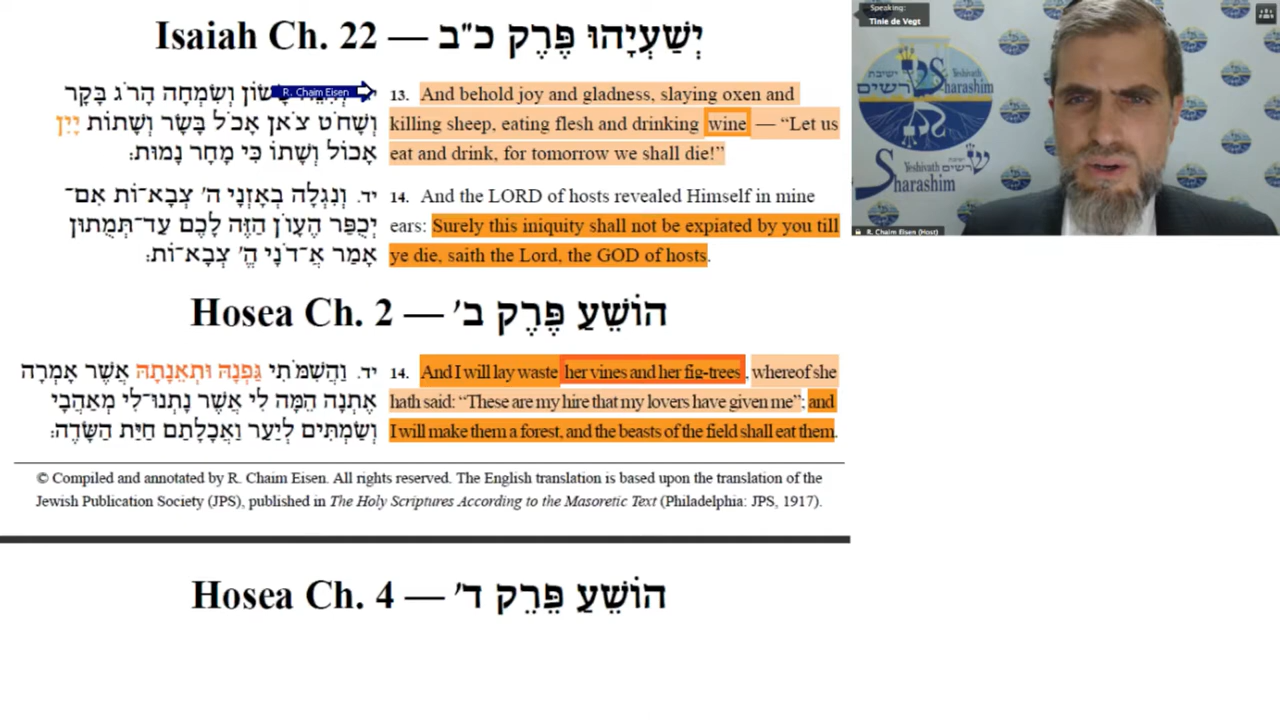 Isaiah Ch. 22 — יְשַׁעְיָהוּ פֶּרֶק כ״ב
וְשִׂמְחָה הָרֹג בָּקָר
וְשָׁחֹט צֹאן אָכֹל בָּשָׂר וְשָׁתוֹת יָיִן
אָכוֹל וְשָׁתוֹ כִּי מָחָר נָמוּת:
R. Chaim Eisen
13. And behold joy and gladness, slaying oxen and
killing sheep, eating flesh and drinking wine — “Let us
eat and drink, for tomorrow we shall die!”
יד. וְנִגְלָה בְאָזְנָי ה׳ צְבָא־וֹת אִם־
יְכֻפַּר הֶעָוֹן הַזֶּה לָכֶם עַד־תְּמֻתוּן
אָמַר אֲ־דֹנָי הֱ׳ צְבָא־וֹת:
14. And the LORD of hosts revealed Himself in mine
ears: Surely this iniquity shall not be expiated by you till
ye die, saith the Lord, the GOD of hosts.
Hosea Ch. 2 — הוֹשֵׁעַ פֶּרֶק ב׳
יד. וַהֲשִׁמֹּתִי גַּפְנָהּ וּתְאֵנָתָהּ אֲשֶׁר אָמְרָה
אֶתְנָה הֵמָּה לִי אֲשֶׁר נָתְנוּ־לִי מְאַהֲבָי
וְשַׂמְתִּים לְיַעַר וַאֲכָלָתַם חַיַּת הַשָּׂדֶה:
14. And I will lay waste her vines and her fig-trees, whereof she
hath said: “These are my hire that my lovers have given me”; and
I will make them a forest, and the beasts of the field shall eat them.
© Compiled and annotated by R. Chaim Eisen. All rights reserved. The English translation is based upon the translation of the
Jewish Publication Society (JPS), published in The Holy Scriptures According to the Masoretic Text (Philadelphia: JPS, 1917).
Hosea Ch. 4 — הוֹשֵׁעַ פֶּרֶק ד׳
Speaking:
Tinie de Vegt
ישיבת
שרשים
Yeshivath
Sharashim
Yeshivath ישיבת שרשים
Sharashim
R. Chaim Eisen (Host)